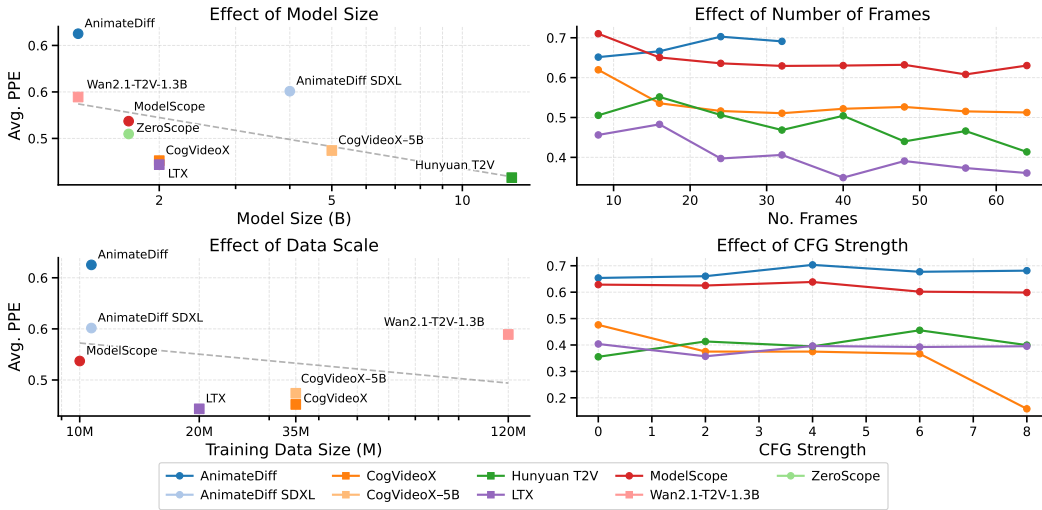 Effect of Model Size
Avg. PPE
0.6
0.6
0.5
AnimateDiff
Wan2.1-T2V-1.3B
AnimateDiff SDXL
ModelScope
ZeroScope
CogVideoX
CogVideoX–5B
LTX
Hunyuan T2V
2
5
10
Model Size (B)
Effect of Number of Frames
0.7
0.6
0.5
0.4
10
20
30
40
50
60
No. Frames
Effect of Data Scale
Avg. PPE
0.6
0.6
0.5
AnimateDiff
AnimateDiff SDXL
Wan2.1-T2V-1.3B
ModelScope
CogVideoX–5B
LTX
CogVideoX
10M
20M
35M
120M
Training Data Size (M)
Effect of CFG Strength
0.7
0.6
0.5
0.4
0.3
0.2
0
1
2
3
4
5
6
7
8
CFG Strength
AnimateDiff
CogVideoX
Hunyuan T2V
ModelScope
ZeroScope
AnimateDiff SDXL
CogVideoX–5B
LTX
Wan2.1-T2V-1.3B